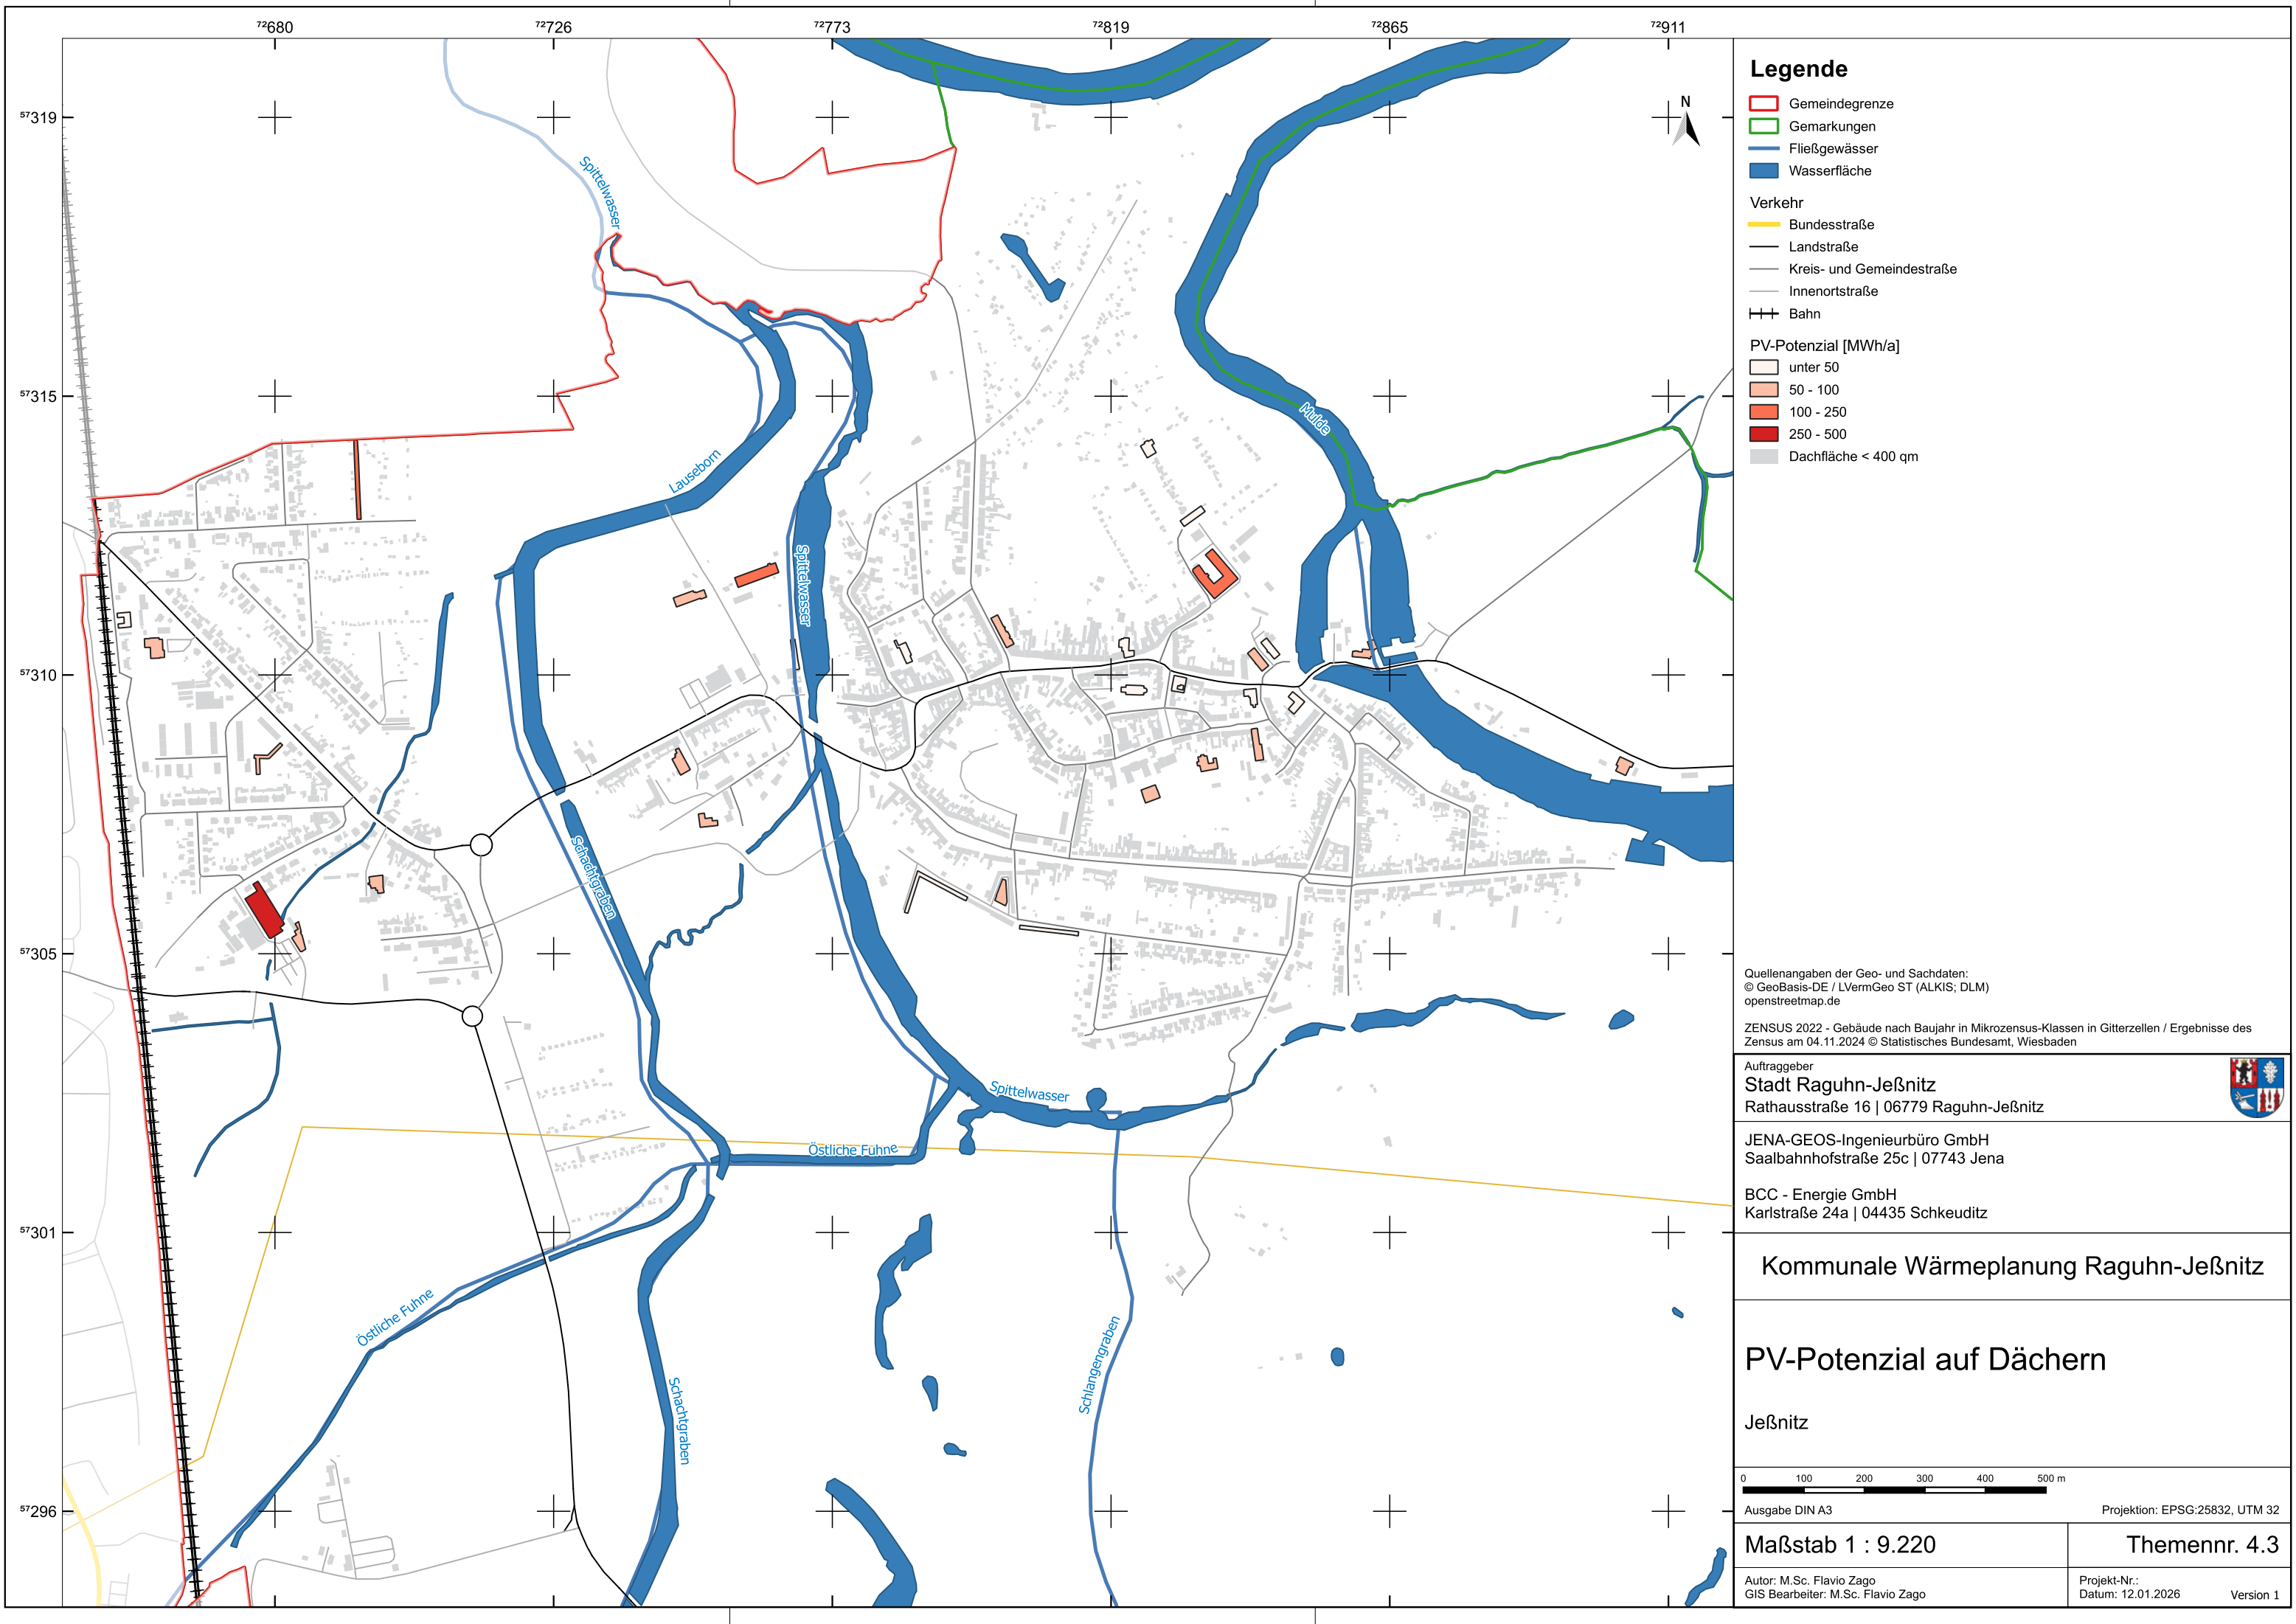 72680
72726
72773
72819
72865
72911
57319
57315
57310
57305
57301
57296
N
Spittelwasser
Lauseborn
Spittelwasser
Mulde
Schachtgraben
Spittelwasser
Östliche Fuhne
Östliche Fuhne
Schachtgraben
Schlangengraben
Legende
Gemeindegrenze
Gemarkungen
Fließgewässer
Wasserfläche
Verkehr
Bundesstraße
Landstraße
Kreis- und Gemeindestraße
Innenortstraße
Bahn
PV-Potenzial [MWh/a]
unter 50
50 - 100
100 - 250
250 - 500
Dachfläche < 400 qm
Quellenangaben der Geo- und Sachdaten:
© GeoBasis-DE / LVermGeo ST (ALKIS; DLM)
openstreetmap.de
ZENSUS 2022 - Gebäude nach Baujahr in Mikrozensus-Klassen in Gitterzellen / Ergebnisse des
Zensus am 04.11.2024 © Statistisches Bundesamt, Wiesbaden
Auftraggeber
Stadt Raguhn-Jeßnitz
Rathausstraße 16 | 06779 Raguhn-Jeßnitz
JENA-GEOS-Ingenieurbüro GmbH
Saalbahnhofstraße 25c | 07743 Jena
BCC - Energie GmbH
Karlstraße 24a | 04435 Schkeuditz
Kommunale Wärmeplanung Raguhn-Jeßnitz
PV-Potenzial auf Dächern
Jeßnitz
0 100 200 300 400 500 m
Ausgabe DIN A3
Projektion: EPSG:25832, UTM 32
Maßstab 1 : 9.220
Themennr. 4.3
Autor: M.Sc. Flavio Zago
GIS Bearbeiter: M.Sc. Flavio Zago
Projekt-Nr.:
Datum: 12.01.2026
Version 1